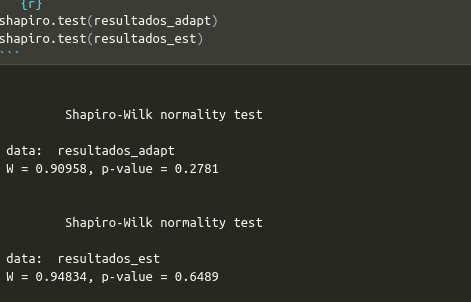 {r}
shapiro.test(resultados_adapt)
shapiro.test(resultados_est)
```
Shapiro-Wilk normality test
data:  resultados_adapt
W = 0.90958, p-value = 0.2781
Shapiro-Wilk normality test
data:  resultados_est
W = 0.94834, p-value = 0.6489